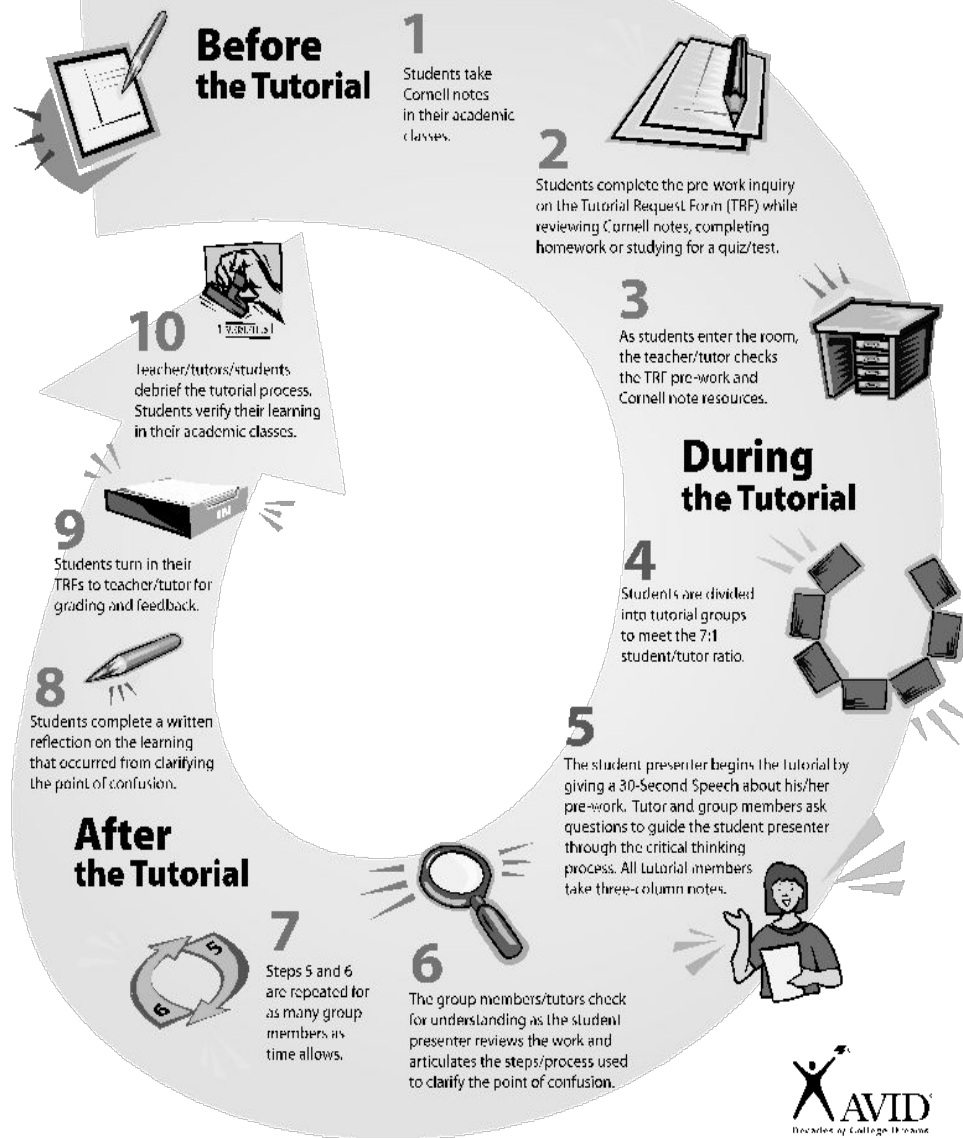 Before
the Tutorial
1
Students take
Cornell notes
in their academic
classes.
2
Students complete the pre-work inquiry
on the Tutorial Request Form (TRF) while
reviewing Cornell notes, completing
homework or studying for a quiz/test.
3
As students enter the room,
the teacher/tutor checks
the TRF pre-work and
Cornell note resources.
During
the Tutorial
4
Students are divided
into tutorial groups
to meet the 7:1
student/tutor ratio.
5
The student presenter begins the tutorial by
giving a 30-Second Speech about his/her
pre-work. Tutor and group members ask
questions to guide the student presenter
through the critical thinking
process. All tutorial members
take three-column notes.
6
The group members/tutors check
for understanding as the student
presenter reviews the work and
articulates the steps/process used
to clarify the point of confusion.
7
Steps 5 and 6
are repeated for
as many group
members as
time allows.
5
6
After
the Tutorial
8
Students complete a written
reflection on the learning
that occurred from clarifying
the point of confusion.
9
Students turn in their
TRFs to teacher/tutor for
grading and feedback.
IN
10
Teacher/tutors/students
debrief the tutorial process.
Students verify their learning
in their academic classes.
AVID
Decades of College Dreams